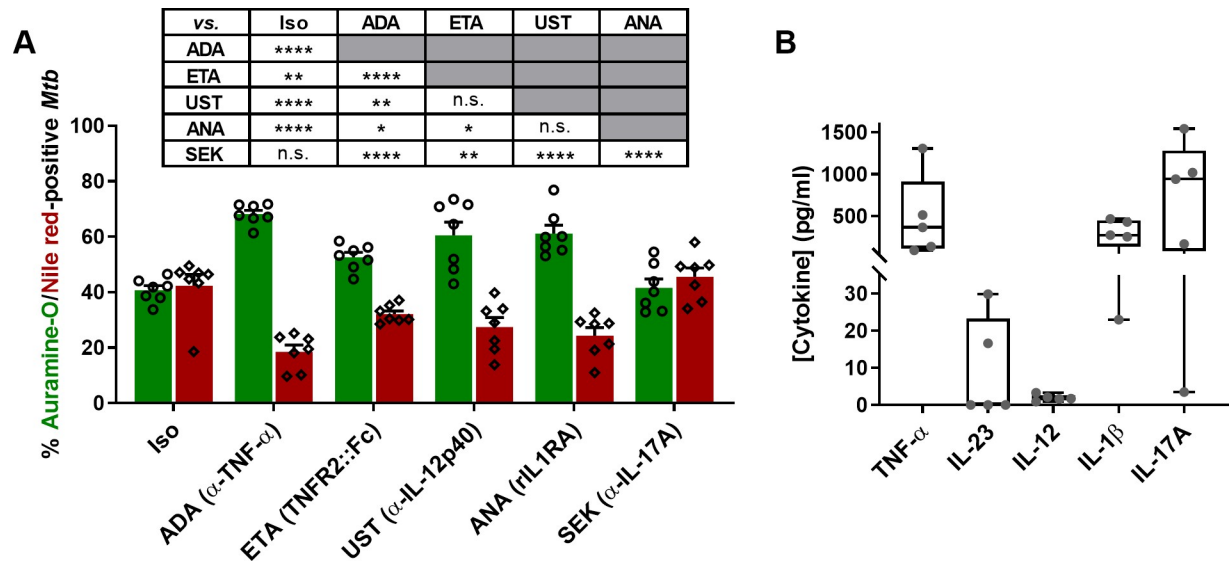 A
vs. Iso ADA ETA UST ANA
ADA ****
ETA ** ****
UST **** ** n.s.
ANA **** * * n.s.
SEK n.s. **** ** **** ****
% Auramine-O/Nile red-positive Mtb
100
80
60
40
20
0
Iso
ADA (α-TNF-α)
ETA (TNFR2::Fc)
UST (α-IL-12p40)
ANA (rIL1RA)
SEK (α-IL-17A)
B
[Cytokine] (pg/ml)
1500
1000
500
30
20
10
0
TNF-α
IL-23
IL-12
IL-1β
IL-17A